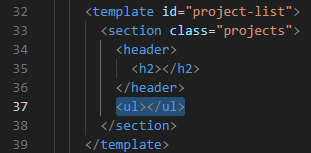 32 <template id="project-list">
33 <section class="projects">
34 <header>
35 <h2></h2>
36 </header>
37 <ul></ul>
38 </section>
39 </template>